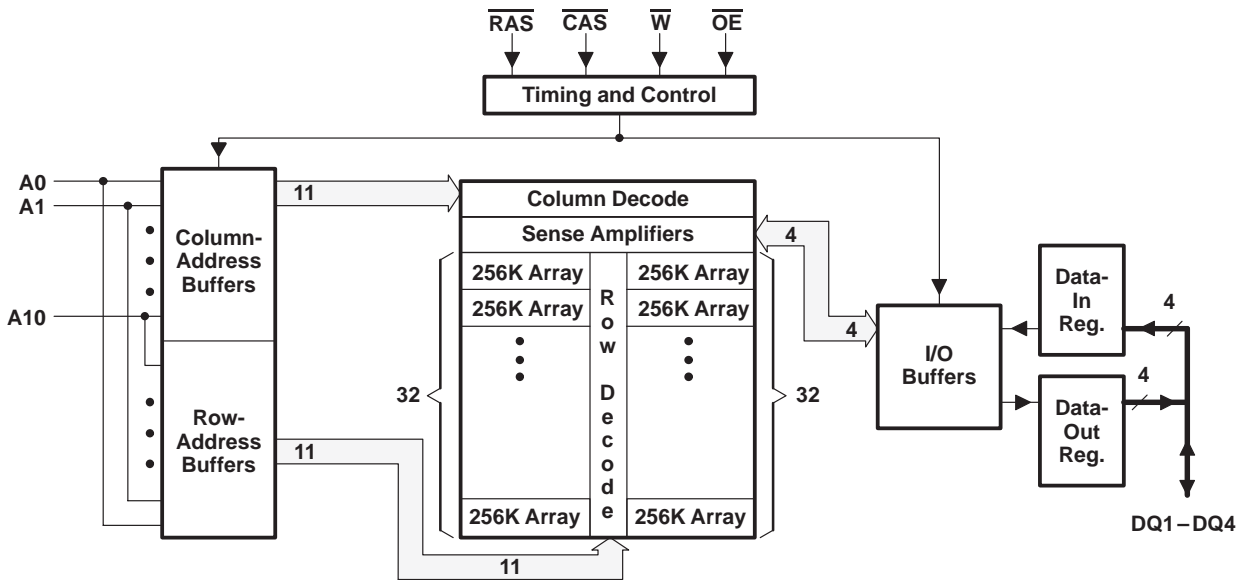 RAS CAS W OE
Timing and Control
A0
A1
A10
11
Column-
Address
Buffers
Row-
Address
Buffers
11
11
Column Decode
Sense Amplifiers
256K Array
256K Array
256K Array
256K Array
256K Array
256K Array
Row Decode
32
32
4
4
I/O
Buffers
Data-
In
Reg.
4
Data-
Out
Reg.
4
DQ1 – DQ4